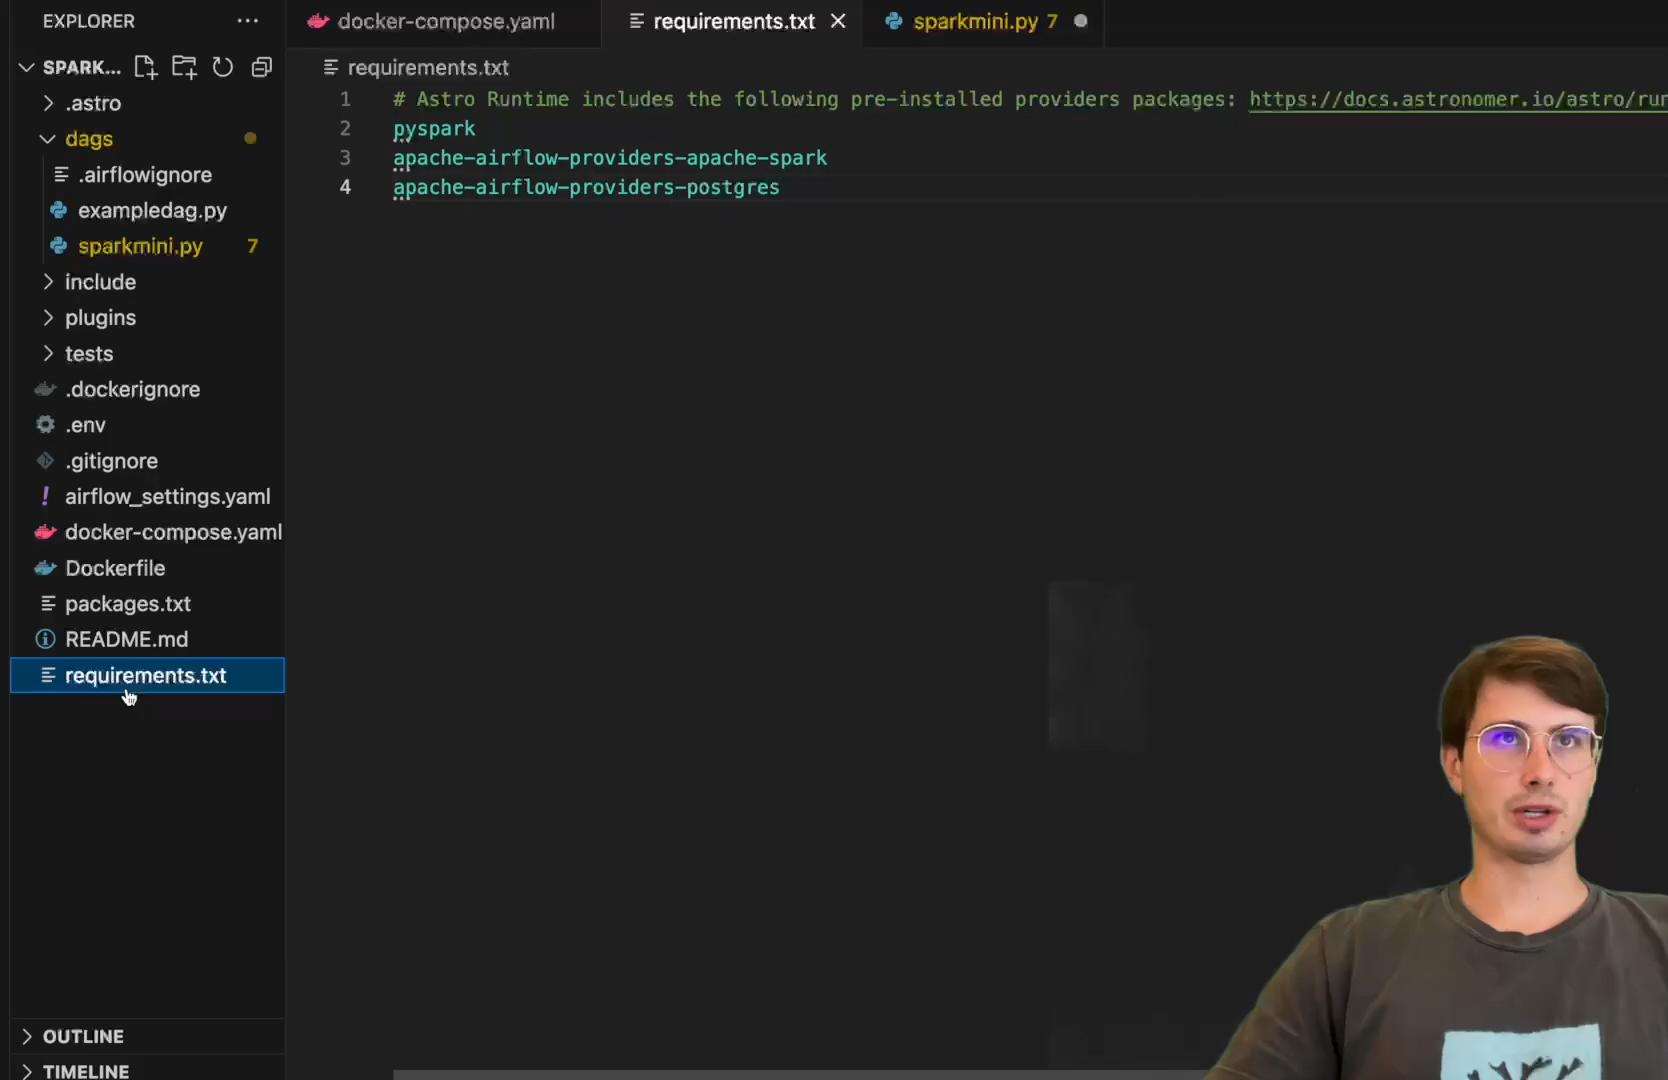 EXPLORER
docker-compose.yaml
requirements.txt
sparkmini.py 7
SPARK...
requirements.txt
.astro
dags
.airflowignore
exampledag.py
sparkmini.py 7
include
plugins
tests
.dockerignore
.env
.gitignore
airflow_settings.yaml
docker-compose.yaml
Dockerfile
packages.txt
README.md
requirements.txt
OUTLINE
TIMELINE
1 # Astro Runtime includes the following pre-installed providers packages: https://docs.astronomer.io/astro/run
2 pyspark
3 apache-airflow-providers-apache-spark
4 apache-airflow-providers-postgres